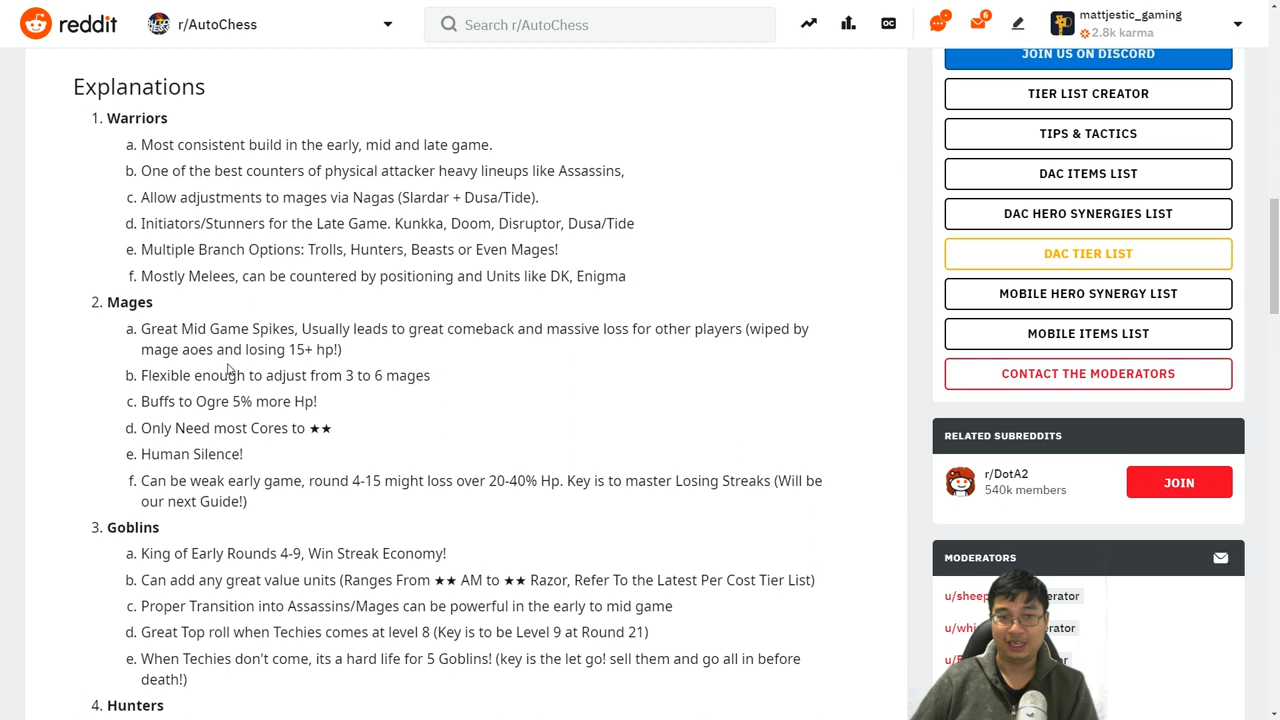 reddit
r/AutoChess
Search r/AutoChess
6
mattjestic_gaming
2.8k karma
Explanations
1. Warriors
a. Most consistent build in the early, mid and late game.
b. One of the best counters of physical attacker heavy lineups like Assassins,
c. Allow adjustments to mages via Nagas (Slardar + Dusa/Tide).
d. Initiators/Stunners for the Late Game. Kunkka, Doom, Disruptor, Dusa/Tide
e. Multiple Branch Options: Trolls, Hunters, Beasts or Even Mages!
f. Mostly Melees, can be countered by positioning and Units like DK, Enigma
2. Mages
a. Great Mid Game Spikes, Usually leads to great comeback and massive loss for other players (wiped by
mage aoes and losing 15+ hp!)
b. Flexible enough to adjust from 3 to 6 mages
c. Buffs to Ogre 5% more Hp!
d. Only Need most Cores to ★★
e. Human Silence!
f. Can be weak early game, round 4-15 might loss over 20-40% Hp. Key is to master Losing Streaks (Will be
our next Guide!)
3. Goblins
a. King of Early Rounds 4-9, Win Streak Economy!
b. Can add any great value units (Ranges From ★★ AM to ★★ Razor, Refer To the Latest Per Cost Tier List)
c. Proper Transition into Assassins/Mages can be powerful in the early to mid game
d. Great Top roll when Techies comes at level 8 (Key is to be Level 9 at Round 21)
e. When Techies don't come, its a hard life for 5 Goblins! (key is the let go! sell them and go all in before
death!)
4. Hunters
JOIN US ON DISCORD
TIER LIST CREATOR
TIPS & TACTICS
DAC ITEMS LIST
DAC HERO SYNERGIES LIST
DAC TIER LIST
MOBILE HERO SYNERGY LIST
MOBILE ITEMS LIST
CONTACT THE MODERATORS
RELATED SUBREDDITS
r/DotA2
540k members
JOIN
MODERATORS